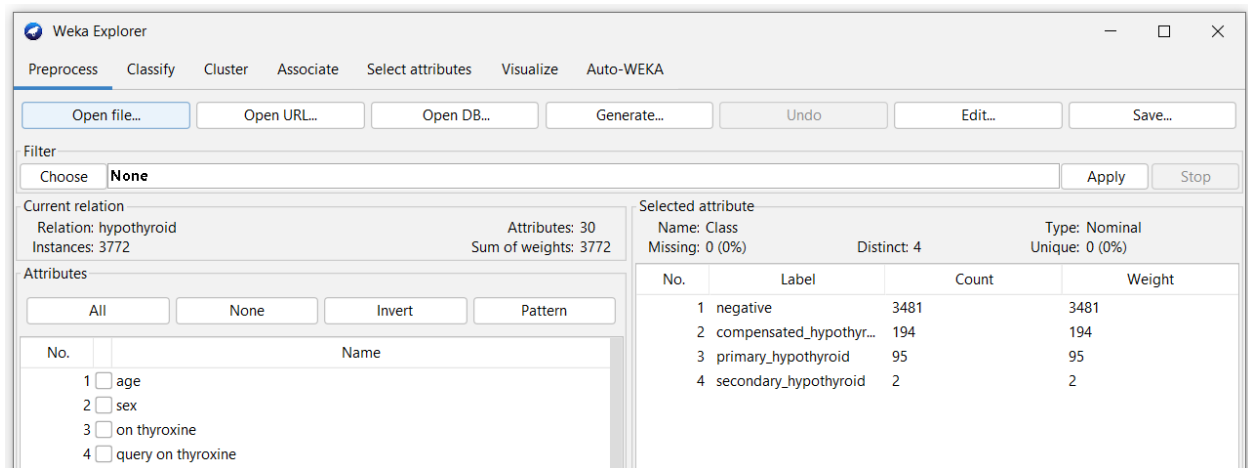 Weka Explorer
Preprocess Classify Cluster Associate Select attributes Visualize Auto-WEKA
Open file... Open URL... Open DB... Generate... Undo Edit... Save...
Filter
Choose None Apply Stop
Current relation
Relation: hypothyroid Attributes: 30
Instances: 3772 Sum of weights: 3772
Attributes
All None Invert Pattern
No. Name
1 age
2 sex
3 on thyroxine
4 query on thyroxine
Selected attribute
Name: Class Type: Nominal
Missing: 0 (0%) Distinct: 4 Unique: 0 (0%)
No. Label Count Weight
1 negative 3481 3481
2 compensated_hypothyr... 194 194
3 primary_hypothyroid 95 95
4 secondary_hypothyroid 2 2